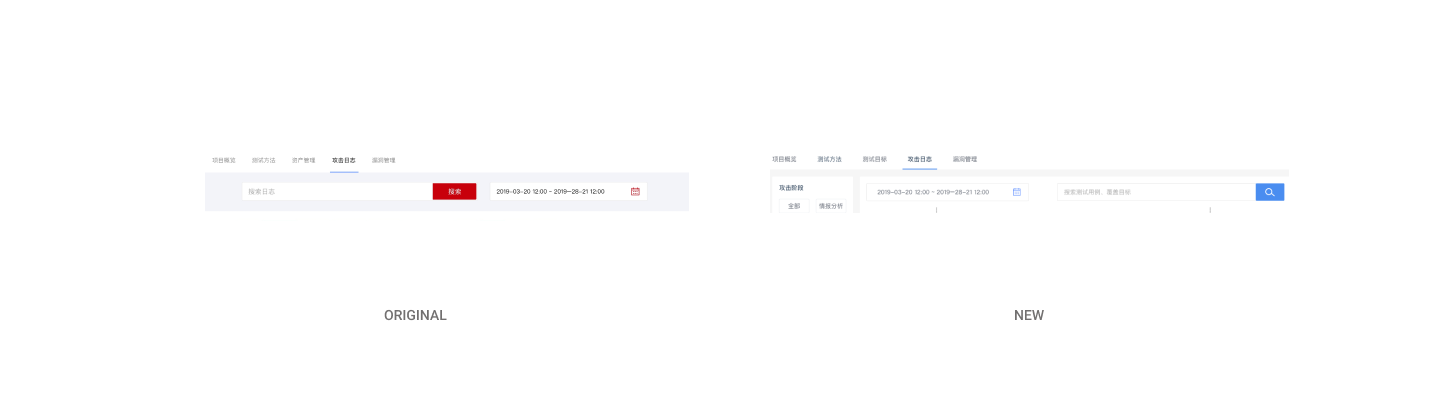 项目概览 测试方法 资产管理 攻击日志 漏洞管理
搜索日志 搜索 2019-03-20 12:00 - 2019-28-21 12:00
ORIGINAL
项目概览 测试方法 测试目标 攻击日志 漏洞管理
攻击阶段
全部 情报分析
2019-03-20 12:00 - 2019-28-21 12:00
搜索测试用例、覆盖目标
NEW